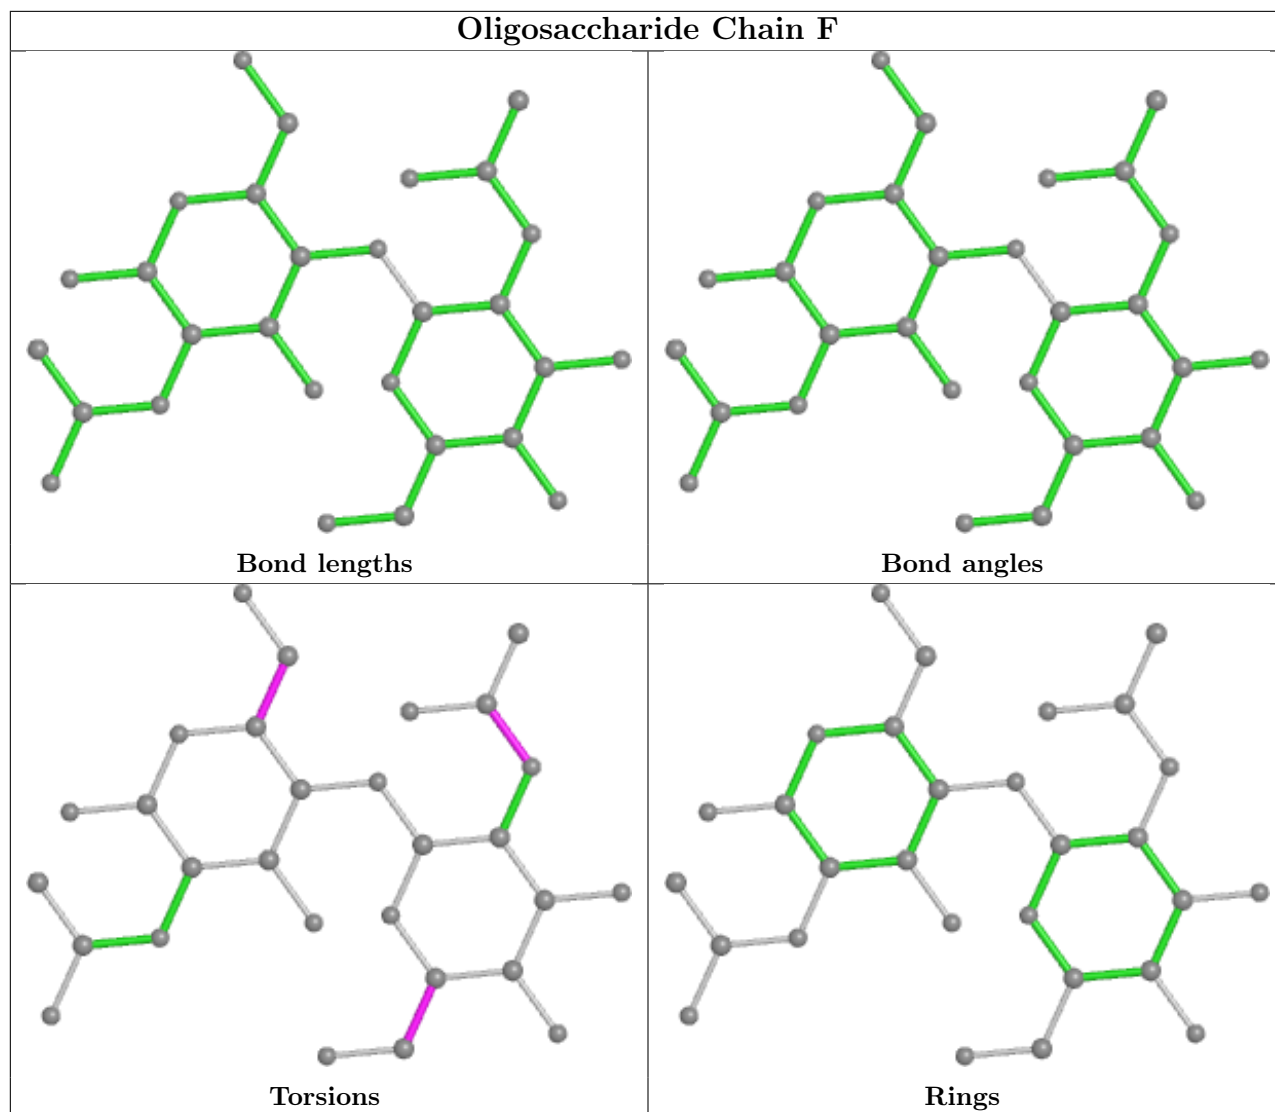 Oligosaccharide Chain F
Bond lengths
Bond angles
Torsions
Rings